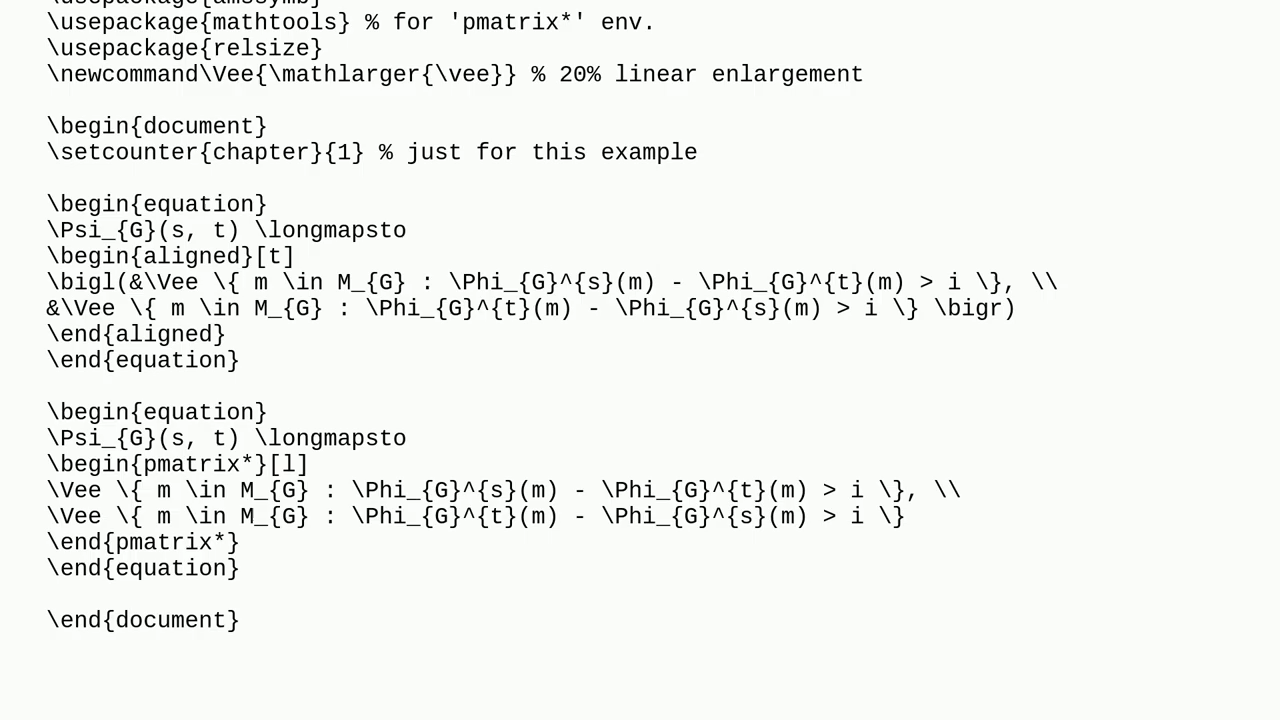 \usepackage{amssymb}
\usepackage{mathtools} % for 'pmatrix*' env.
\usepackage{relsize}
\newcommand\Vee{\mathlarger{\vee}} % 20% linear enlargement
\begin{document}
\setcounter{chapter}{1} % just for this example
\begin{equation}
\Psi_{G}(s, t) \longmapsto
\begin{aligned}[t]
\bigl(&\Vee \{ m \in M_{G} : \Phi_{G}^{s}(m) - \Phi_{G}^{t}(m) > i \}, \\
&\Vee \{ m \in M_{G} : \Phi_{G}^{t}(m) - \Phi_{G}^{s}(m) > i \} \bigr)
\end{aligned}
\end{equation}
\begin{equation}
\Psi_{G}(s, t) \longmapsto
\begin{pmatrix*}[l]
\Vee \{ m \in M_{G} : \Phi_{G}^{s}(m) - \Phi_{G}^{t}(m) > i \}, \\
\Vee \{ m \in M_{G} : \Phi_{G}^{t}(m) - \Phi_{G}^{s}(m) > i \}
\end{pmatrix*}
\end{equation}
\end{document}